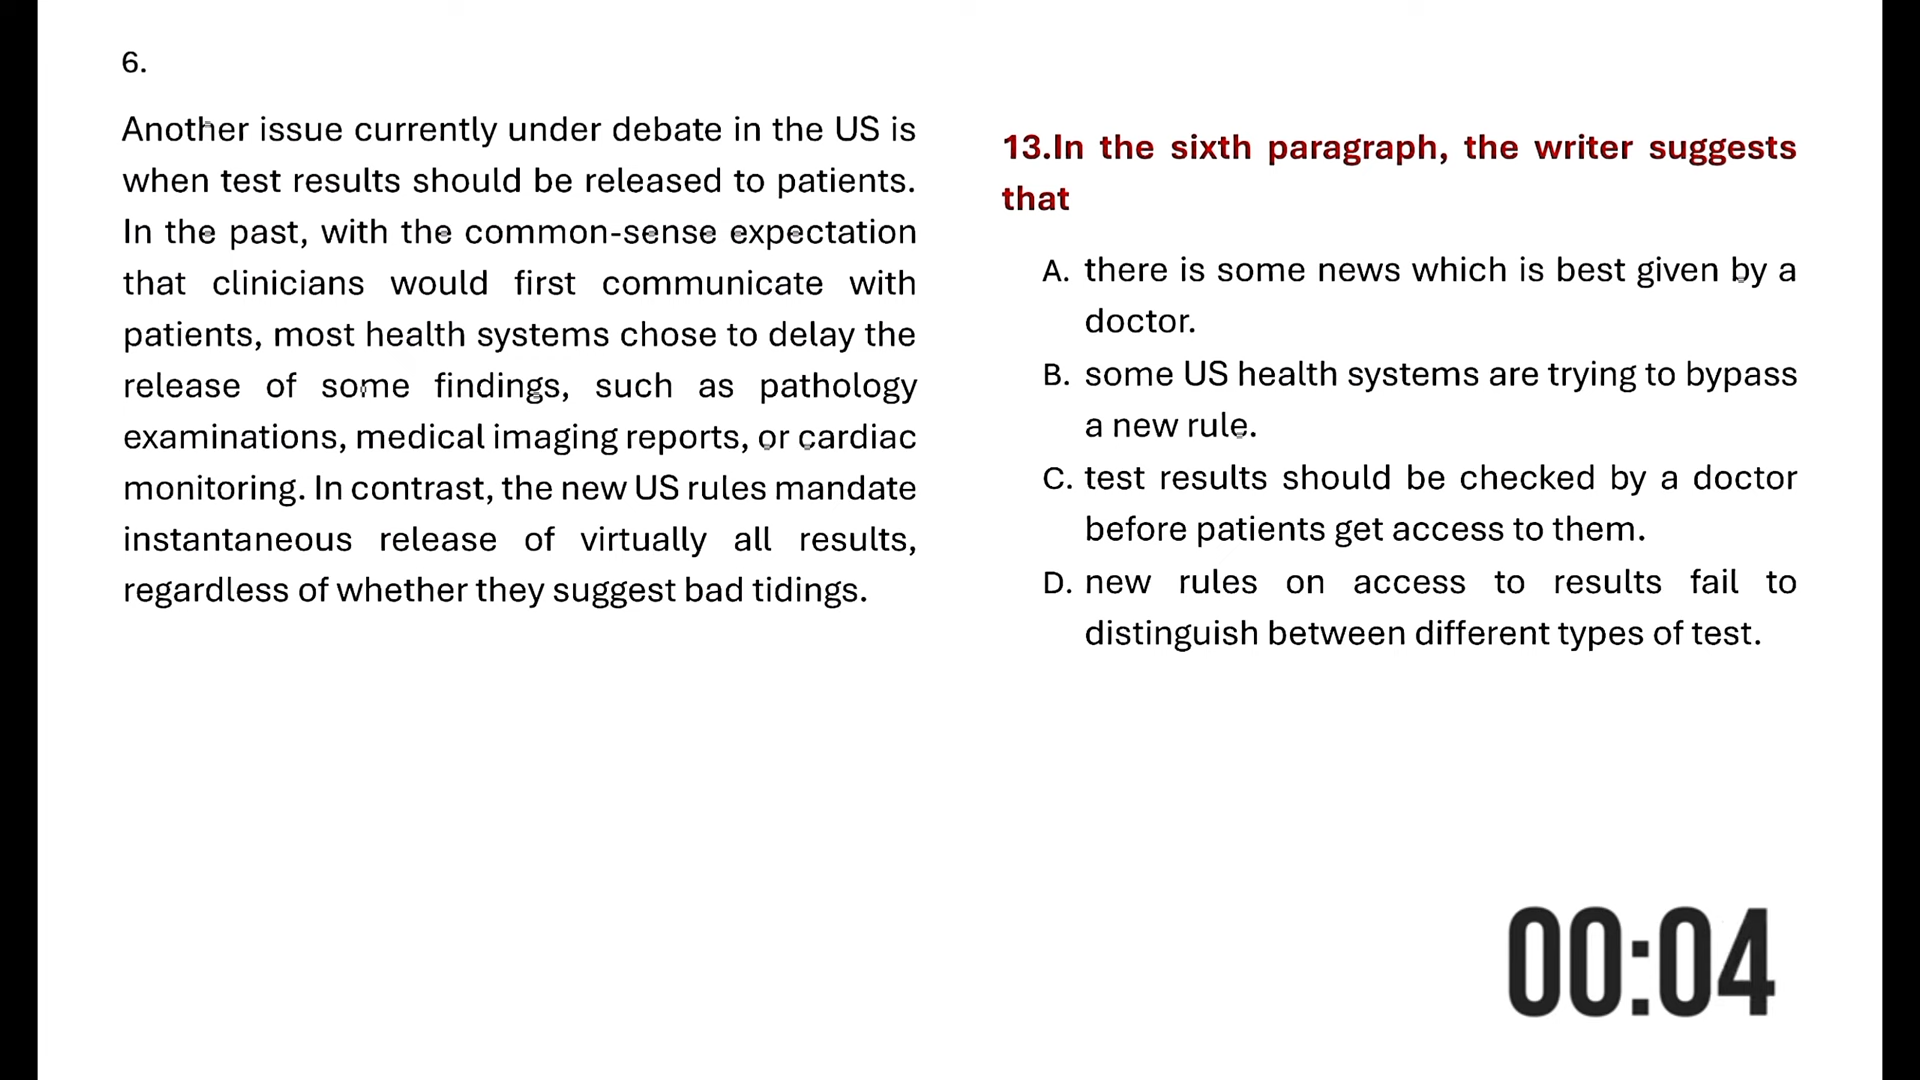 6.
Another issue currently under debate in the US is
when test results should be released to patients.
In the past, with the common-sense expectation
that clinicians would first communicate with
patients, most health systems chose to delay the
release of some findings, such as pathology
examinations, medical imaging reports, or cardiac
monitoring. In contrast, the new US rules mandate
instantaneous release of virtually all results,
regardless of whether they suggest bad tidings.
13.In the sixth paragraph, the writer suggests
that
A. there is some news which is best given by a
doctor.
B. some US health systems are trying to bypass
a new rule.
C. test results should be checked by a doctor
before patients get access to them.
D. new rules on access to results fail to
distinguish between different types of test.
00:04